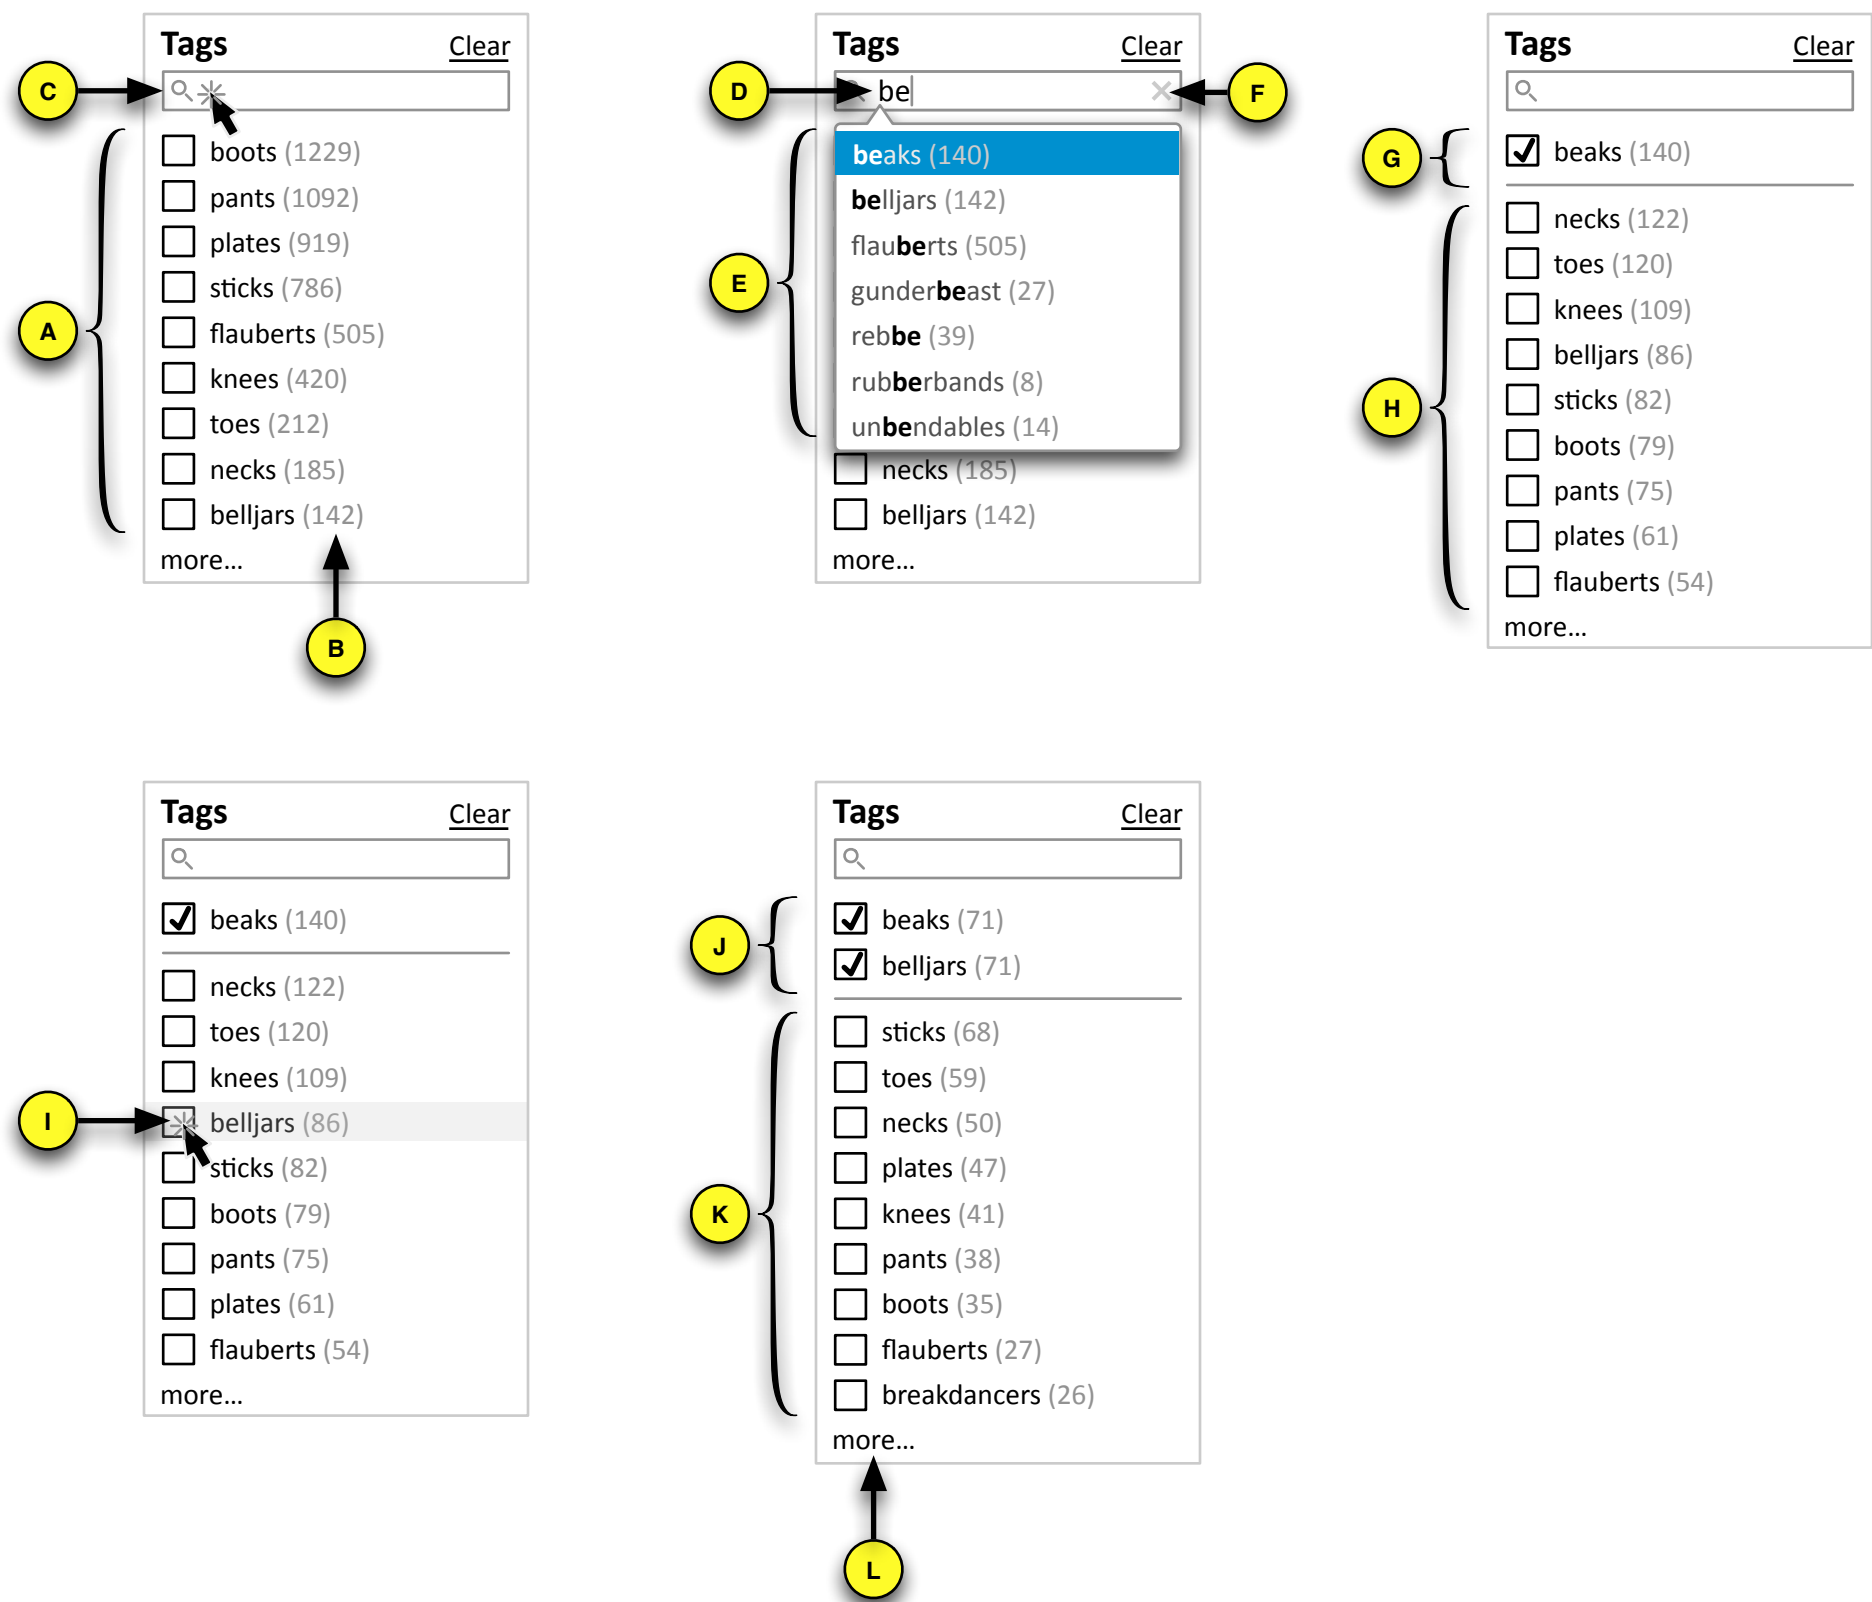 Tags Clear
C
boots (1229)
pants (1092)
plates (919)
sticks (786)
A
flauberts (505)
knees (420)
toes (212)
necks (185)
belljars (142)
more...
B
Tags Clear
D be F
beaks (140)
belljars (142)
flauberts (505)
E
gunderbeast (27)
rebbe (39)
rubberbands (8)
unbendables (14)
necks (185)
belljars (142)
more...
Tags Clear
G beaks (140)
necks (122)
toes (120)
knees (109)
belljars (86)
H sticks (82)
boots (79)
pants (75)
plates (61)
flauberts (54)
more...
Tags Clear
beaks (140)
necks (122)
toes (120)
knees (109)
I belljars (86)
sticks (82)
boots (79)
pants (75)
plates (61)
flauberts (54)
more...
Tags Clear
beaks (71)
J
belljars (71)
sticks (68)
toes (59)
necks (50)
plates (47)
K knees (41)
pants (38)
boots (35)
flauberts (27)
breakdancers (26)
more...
L